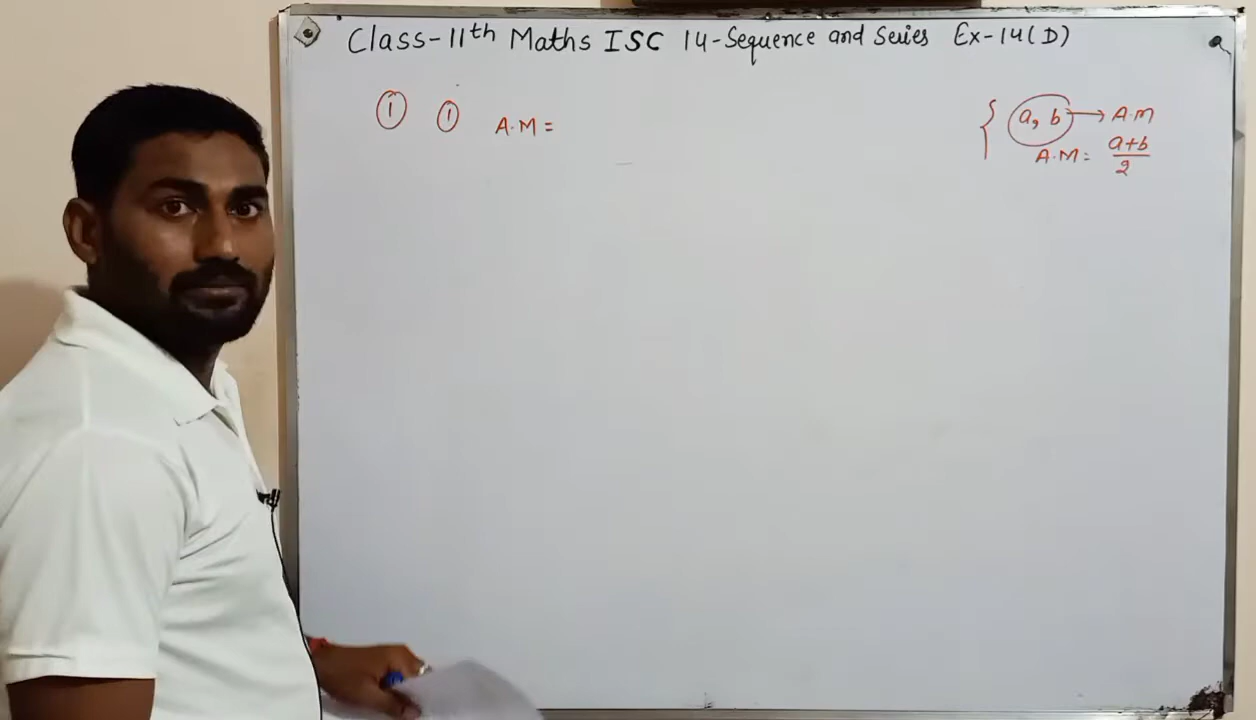 Class-11th Maths ISC 14-Sequence and Series Ex-14(D)
① ① A.M =
a, b → A.M
A.M = a+b/2